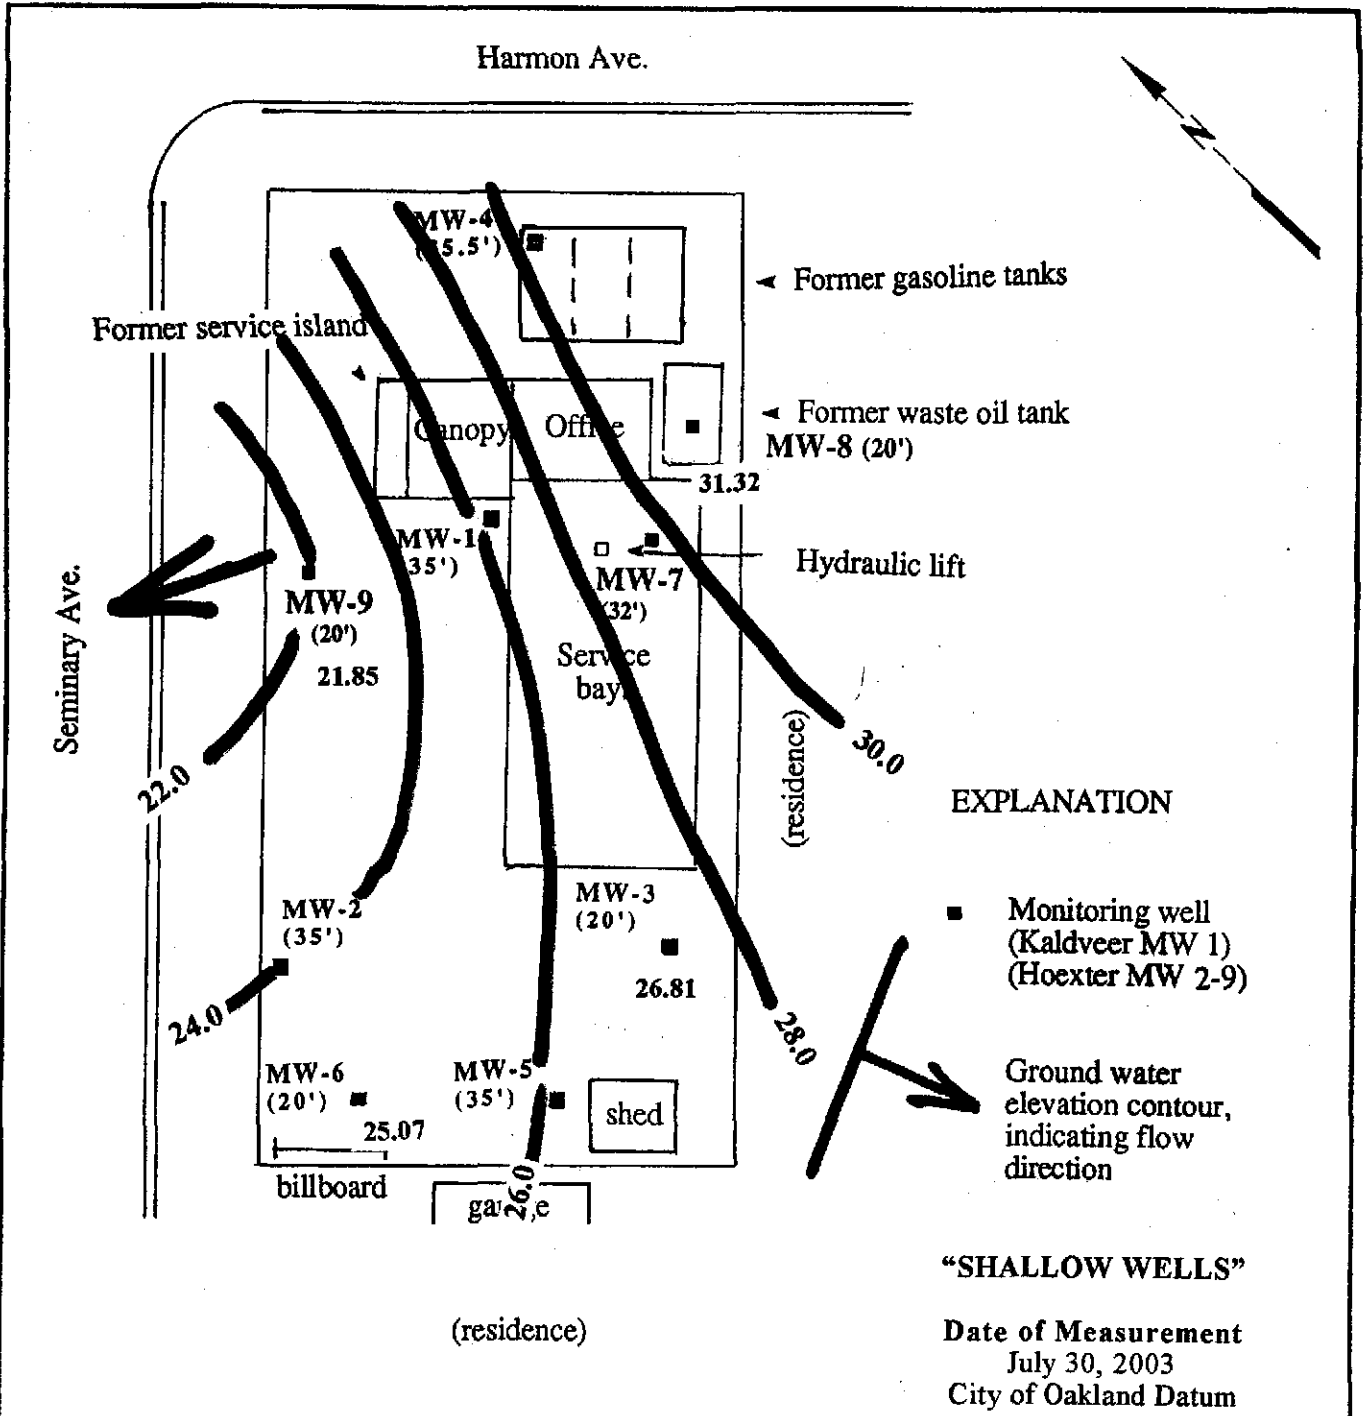 Harmon Ave.
N
MW-4
Former gasoline tanks
Former service island
Canopy
Office
Former waste oil tank
MW-8 (20')
31.32
MW-1
(35')
Hydraulic lift
MW-7
(32')
MW-9
(20')
21.85
Seminary Ave.
Service
bay
(residence)
30.0
22.0
EXPLANATION
MW-3
(20')
26.81
MW-2
(35')
24.0
28.0
Monitoring well
(Kaldveer MW 1)
(Hoexter MW 2-9)
MW-6
(20')
25.07
MW-5
(35')
shed
Ground water
elevation contour,
indicating flow
direction
billboard
26.0
"SHALLOW WELLS"
(residence)
Date of Measurement
July 30, 2003
City of Oakland Datum